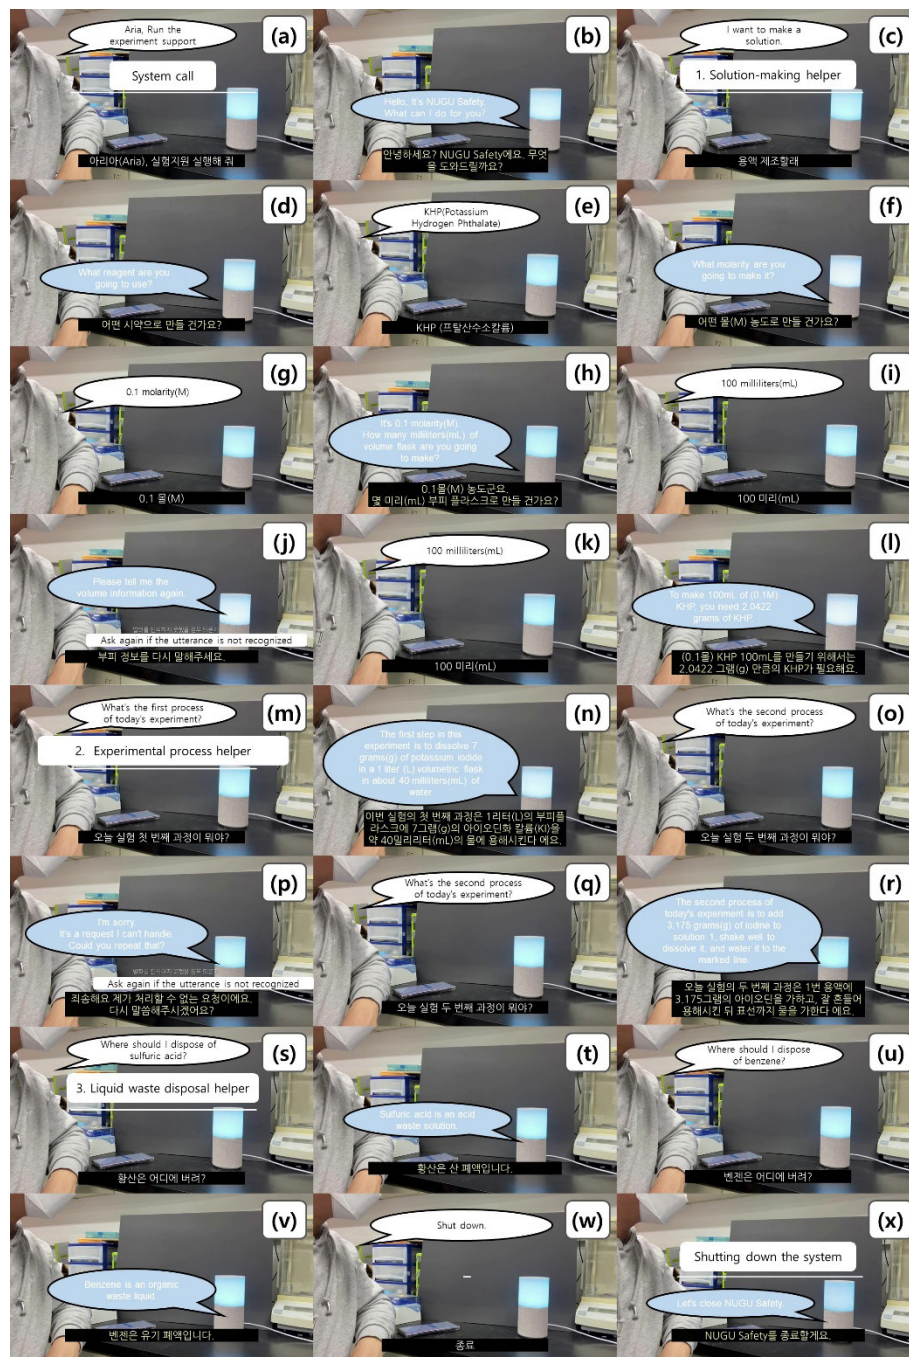 Aria, Run the
experiment support
(a)
System call
아리아(Aria), 실험지원 실행해 줘
(b)
Hello, It's NUGU Safety.
What can I do for you?
안녕하세요? NUGU Safety에요. 무엇
을 도와드릴까요?
I want to make a
solution.
(c)
1. Solution-making helper
용액 제조할래
(d)
What reagent are you
going to use?
어떤 시약으로 만들 건가요?
KHP(Potassium
Hydrogen Phthalate)
(e)
KHP (프탈산수소칼륨)
(f)
What molarity are you
going to make it?
어떤 몰(M) 농도로 만들 건가요?
(g)
0.1 molarity(M)
0.1 몰(M)
(h)
It's 0.1 molarity(M).
How many milliliters(mL) of
volume flask are you going
to make?
0.1몰(M) 농도군요.
몇 미리(mL) 부피 플라스크로 만들 건가요?
(i)
100 milliliters(mL)
100 미리(mL)
(j)
Please tell me the
volume information again.
Ask again if the utterance is not recognized
부피 정보를 다시 말해주세요.
(k)
100 milliliters(mL)
100 미리(mL)
(l)
To make 100mL of (0.1M)
KHP, you need 2.0422
grams of KHP.
(0.1몰) KHP 100mL를 만들기 위해서는
2.0422 그램(g) 만큼의 KHP가 필요해요.
What's the first process
of today's experiment?
(m)
2. Experimental process helper
오늘 실험 첫 번째 과정이 뭐야?
(n)
The first step in this
experiment is to dissolve 7
grams(g) of potassium iodide
in a 1 liter (L) volumetric flask
in about 40 milliliters(mL) of
water
이번 실험의 첫 번째 과정은 1리터(L)의 부피플
라스크에 7그램(g)의 아이오딘화 칼륨(KI)을
약 40밀리리터(mL)의 물에 용해시킨다 에요.
What's the second process
of today's experiment?
(o)
오늘 실험 두 번째 과정이 뭐야?
(p)
I'm sorry.
It's a request I can't handle.
Could you repeat that?
Ask again if the utterance is not recognized
죄송해요 제가 처리할 수 없는 요청이에요.
다시 말씀해주시겠어요?
What's the second process
of today's experiment?
(q)
오늘 실험 두 번째 과정이 뭐야?
(r)
The second process of
today's experiment is to add
3.175 grams(g) of iodine to
solution 1, shake well to
dissolve it, and water it to the
marked line.
오늘 실험의 두 번째 과정은 1번 용액에
3.175그램의 아이오딘을 가하고, 잘 흔들어
용해시킨 뒤 표선까지 물을 가한다 에요.
Where should I dispose of
sulfuric acid?
(s)
3. Liquid waste disposal helper
황산은 어디에 버려?
(t)
Sulfuric acid is an acid
waste solution.
황산은 산 폐액입니다.
Where should I dispose
of benzene?
(u)
벤젠은 어디에 버려?
(v)
Benzene is an organic
waste liquid.
벤젠은 유기 폐액입니다.
Shut down.
(w)
종료
(x)
Shutting down the system
Let's close NUGU Safety.
NUGU Safety를 종료할게요.